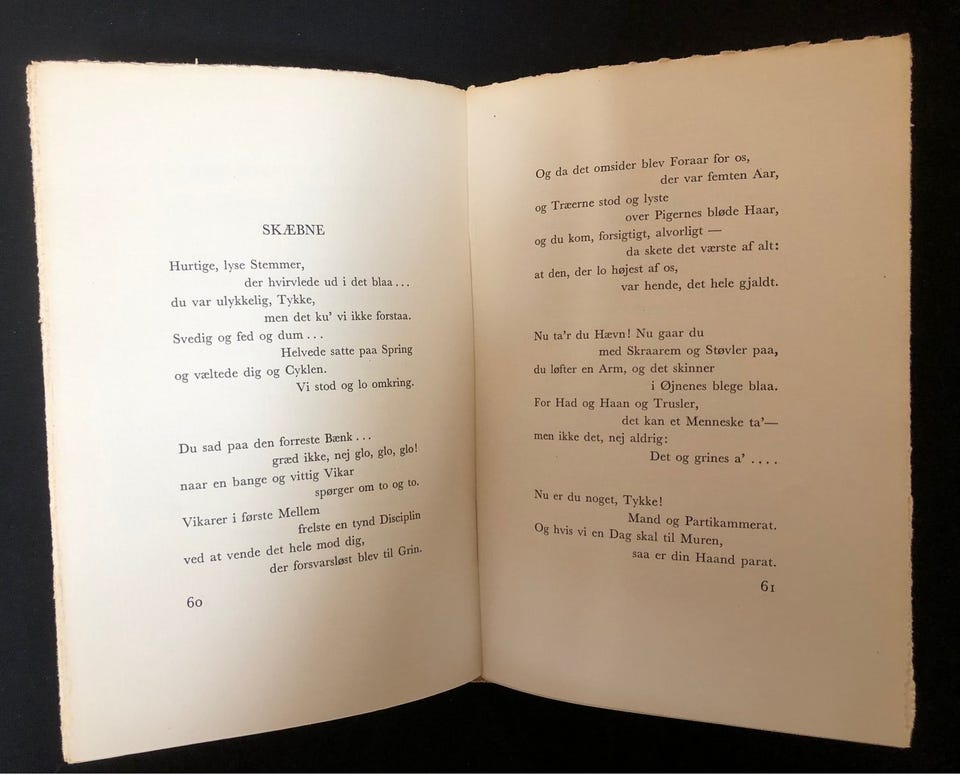 SKÆBNE
Hurtige, lyse Stemmer,
der hvirvlede ud i det blaa...
du var ulykkelig, Tykke,
men det ku' vi ikke forstaa.
Svedig og fed og dum...
Helvede satte paa Spring
og væltede dig og Cyklen.
Vi stod og lo omkring.
Du sad paa den forreste Bænk...
græd ikke, nej glo, glo, glo!
naar en bange og vittig Vikar
spørger om to og to.
Vikarer i første Mellem
frelste en tynd Disciplin
ved at vende det hele mod dig,
der forsvarsløst blev til Grin.
60
Og da det omsider blev Foraar for os,
der var femten Aar,
og Træerne stod og lyste
over Pigernes bløde Haar,
og du kom, forsigtigt, alvorligt —
da skete det værste af alt:
at den, der lo højest af os,
var hende, det hele gjaldt.
Nu ta'r du Hævn! Nu gaar du
med Skraarem og Støvler paa,
du løfter en Arm, og det skinner
i Øjnenes blege blaa.
For Had og Haan og Trusler,
det kan et Menneske ta'—
men ikke det, nej aldrig:
Det og grines a' ....
Nu er du noget, Tykke!
Mand og Partikammerat.
Og hvis vi en Dag skal til Muren,
saa er din Haand parat.
61